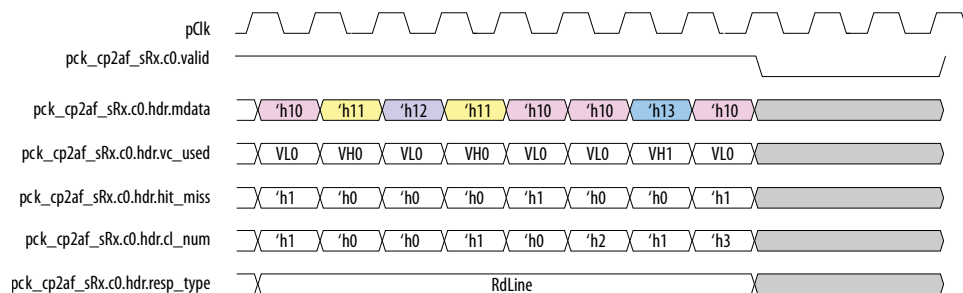 pClk
pck_cp2af_sRx.c0.valid
pck_cp2af_sRx.c0.hdr.mdata ‘h10 ‘h11 ‘h12 ‘h11 ‘h10 ‘h10 ‘h13 ‘h10
pck_cp2af_sRx.c0.hdr.vc_used VL0 VH0 VL0 VH0 VL0 VL0 VH1 VL0
pck_cp2af_sRx.c0.hdr.hit_miss ‘h1 ‘h0 ‘h0 ‘h0 ‘h1 ‘h0 ‘h0 ‘h1
pck_cp2af_sRx.c0.hdr.cl_num ‘h1 ‘h0 ‘h0 ‘h1 ‘h0 ‘h2 ‘h1 ‘h3
pck_cp2af_sRx.c0.hdr.resp_type RdLine